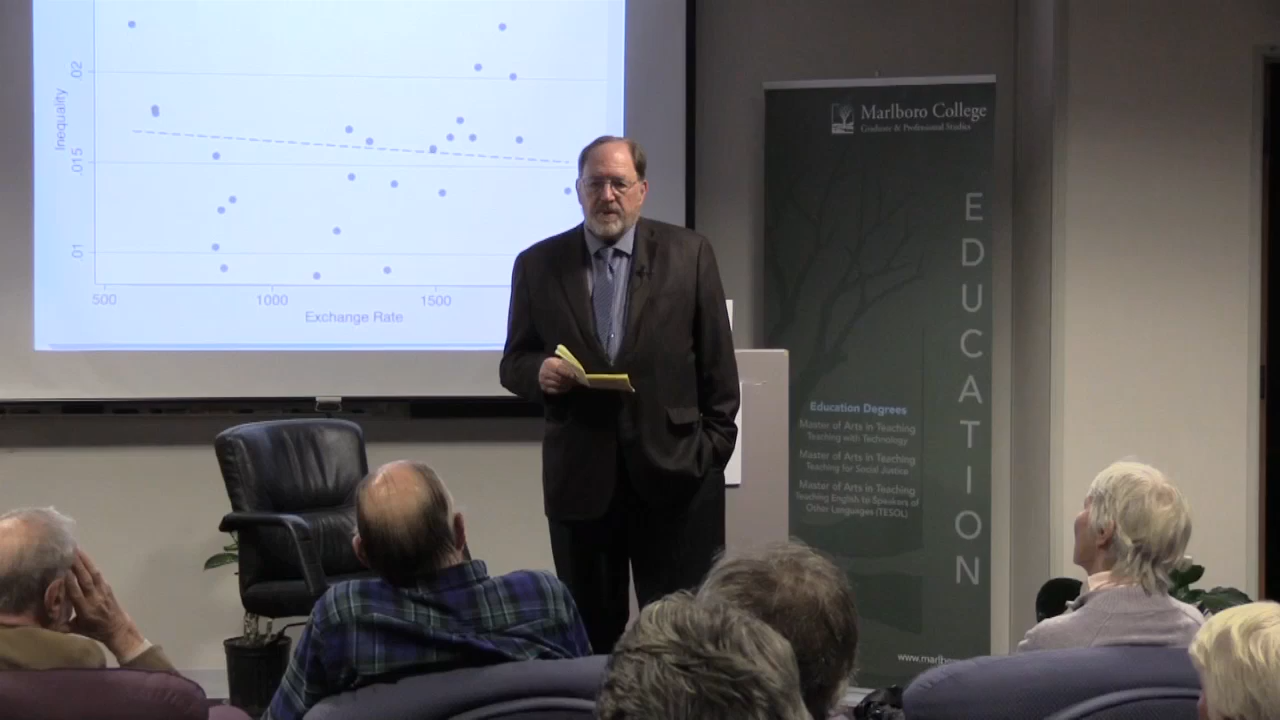 .02
Inequality
.015
.01
500
1000
1500
Exchange Rate
Marlboro College
Graduate & Professional Studies
EDUCATION
Education Degrees
Master of Arts in Teaching
Teaching with Technology
Master of Arts in Teaching
Teaching for Social Justice
Master of Arts in Teaching
Teaching English to Speakers of
Other Languages (TESOL)